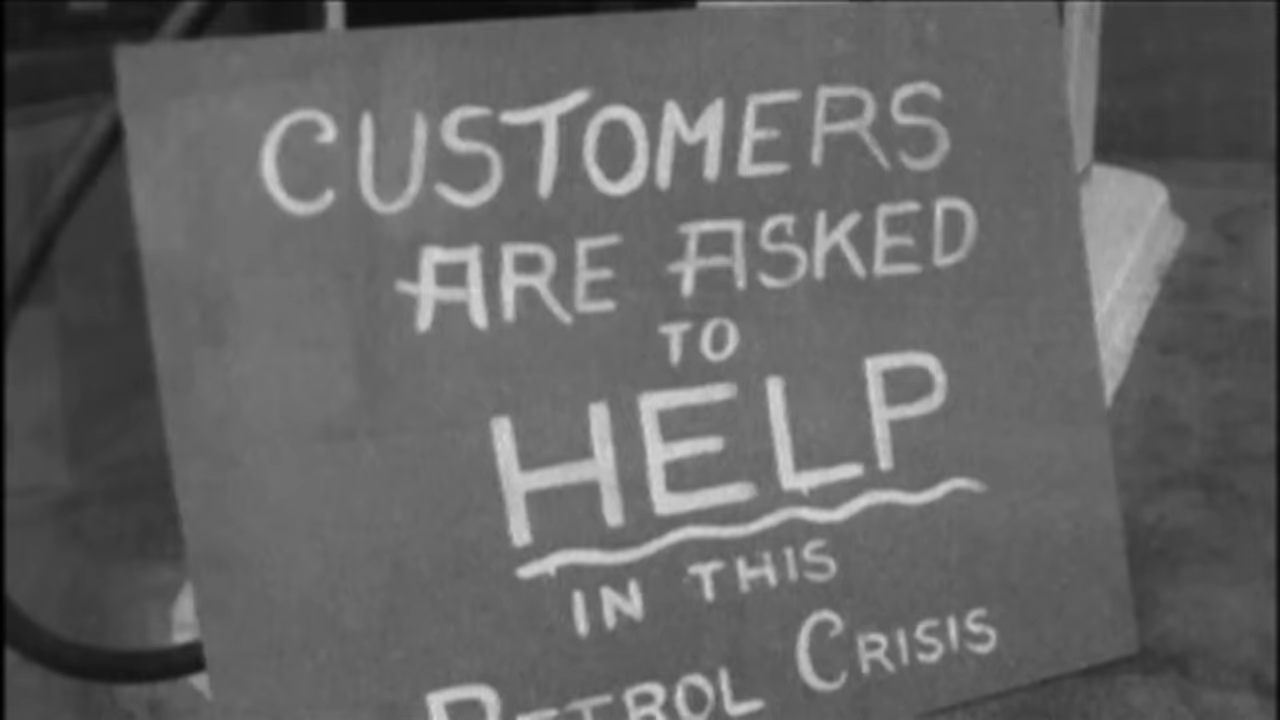 CUSTOMERS
ARE ASKED
TO
HELP
IN THIS
PETROL CRISIS